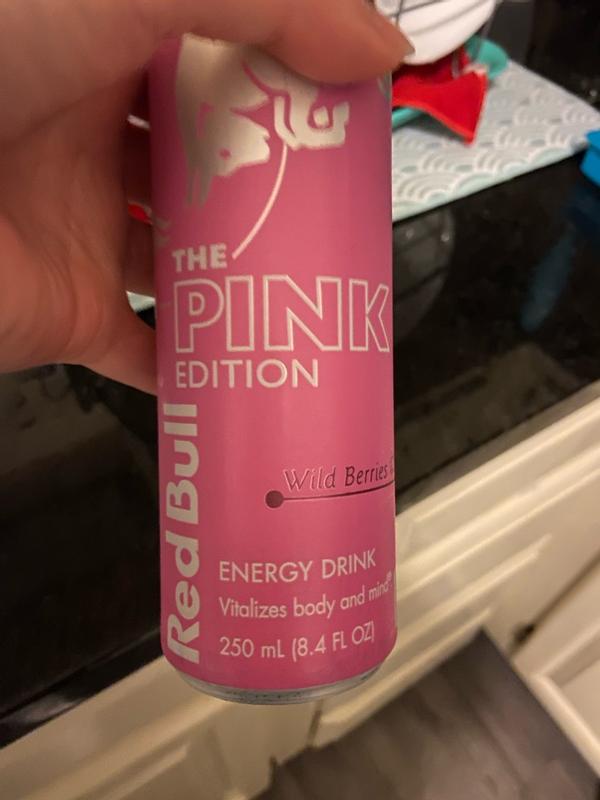 THE
PINK
EDITION
Red Bull
Wild Berries
ENERGY DRINK
Vitalizes body and mind®
250 mL (8.4 FL OZ)